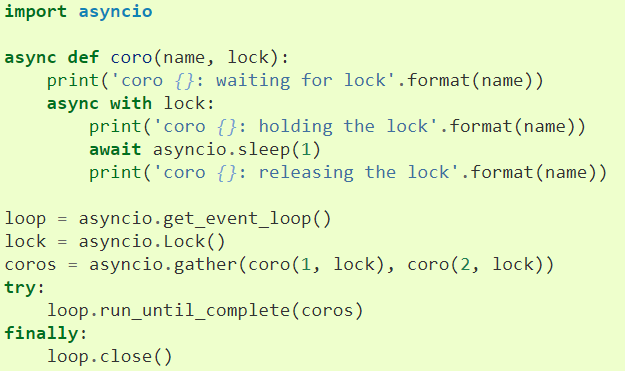 import asyncio

async def coro(name, lock):
    print('coro {}: waiting for lock'.format(name))
    async with lock:
        print('coro {}: holding the lock'.format(name))
        await asyncio.sleep(1)
        print('coro {}: releasing the lock'.format(name))

loop = asyncio.get_event_loop()
lock = asyncio.Lock()
coros = asyncio.gather(coro(1, lock), coro(2, lock))
try:
    loop.run_until_complete(coros)
finally:
    loop.close()